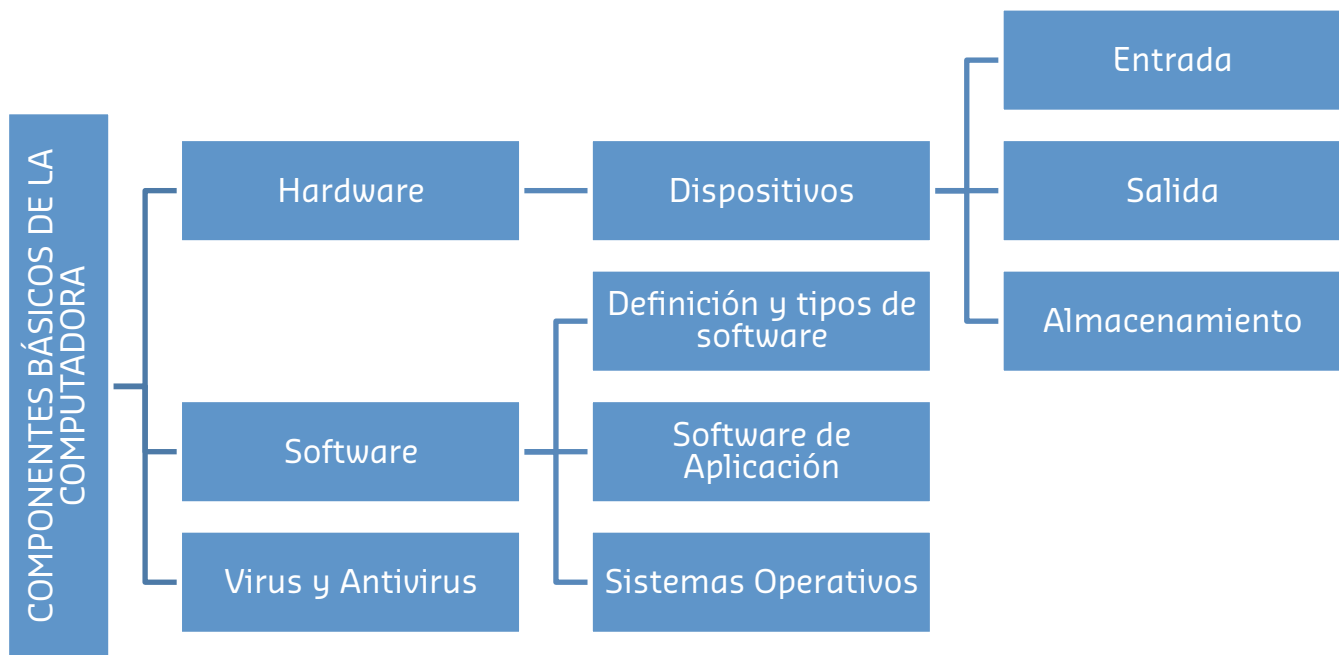 COMPONENTES BÁSICOS DE LA
COMPUTADORA
Hardware
Dispositivos
Entrada
Salida
Almacenamiento
Software
Definición y tipos de
software
Software de
Aplicación
Sistemas Operativos
Virus y Antivirus